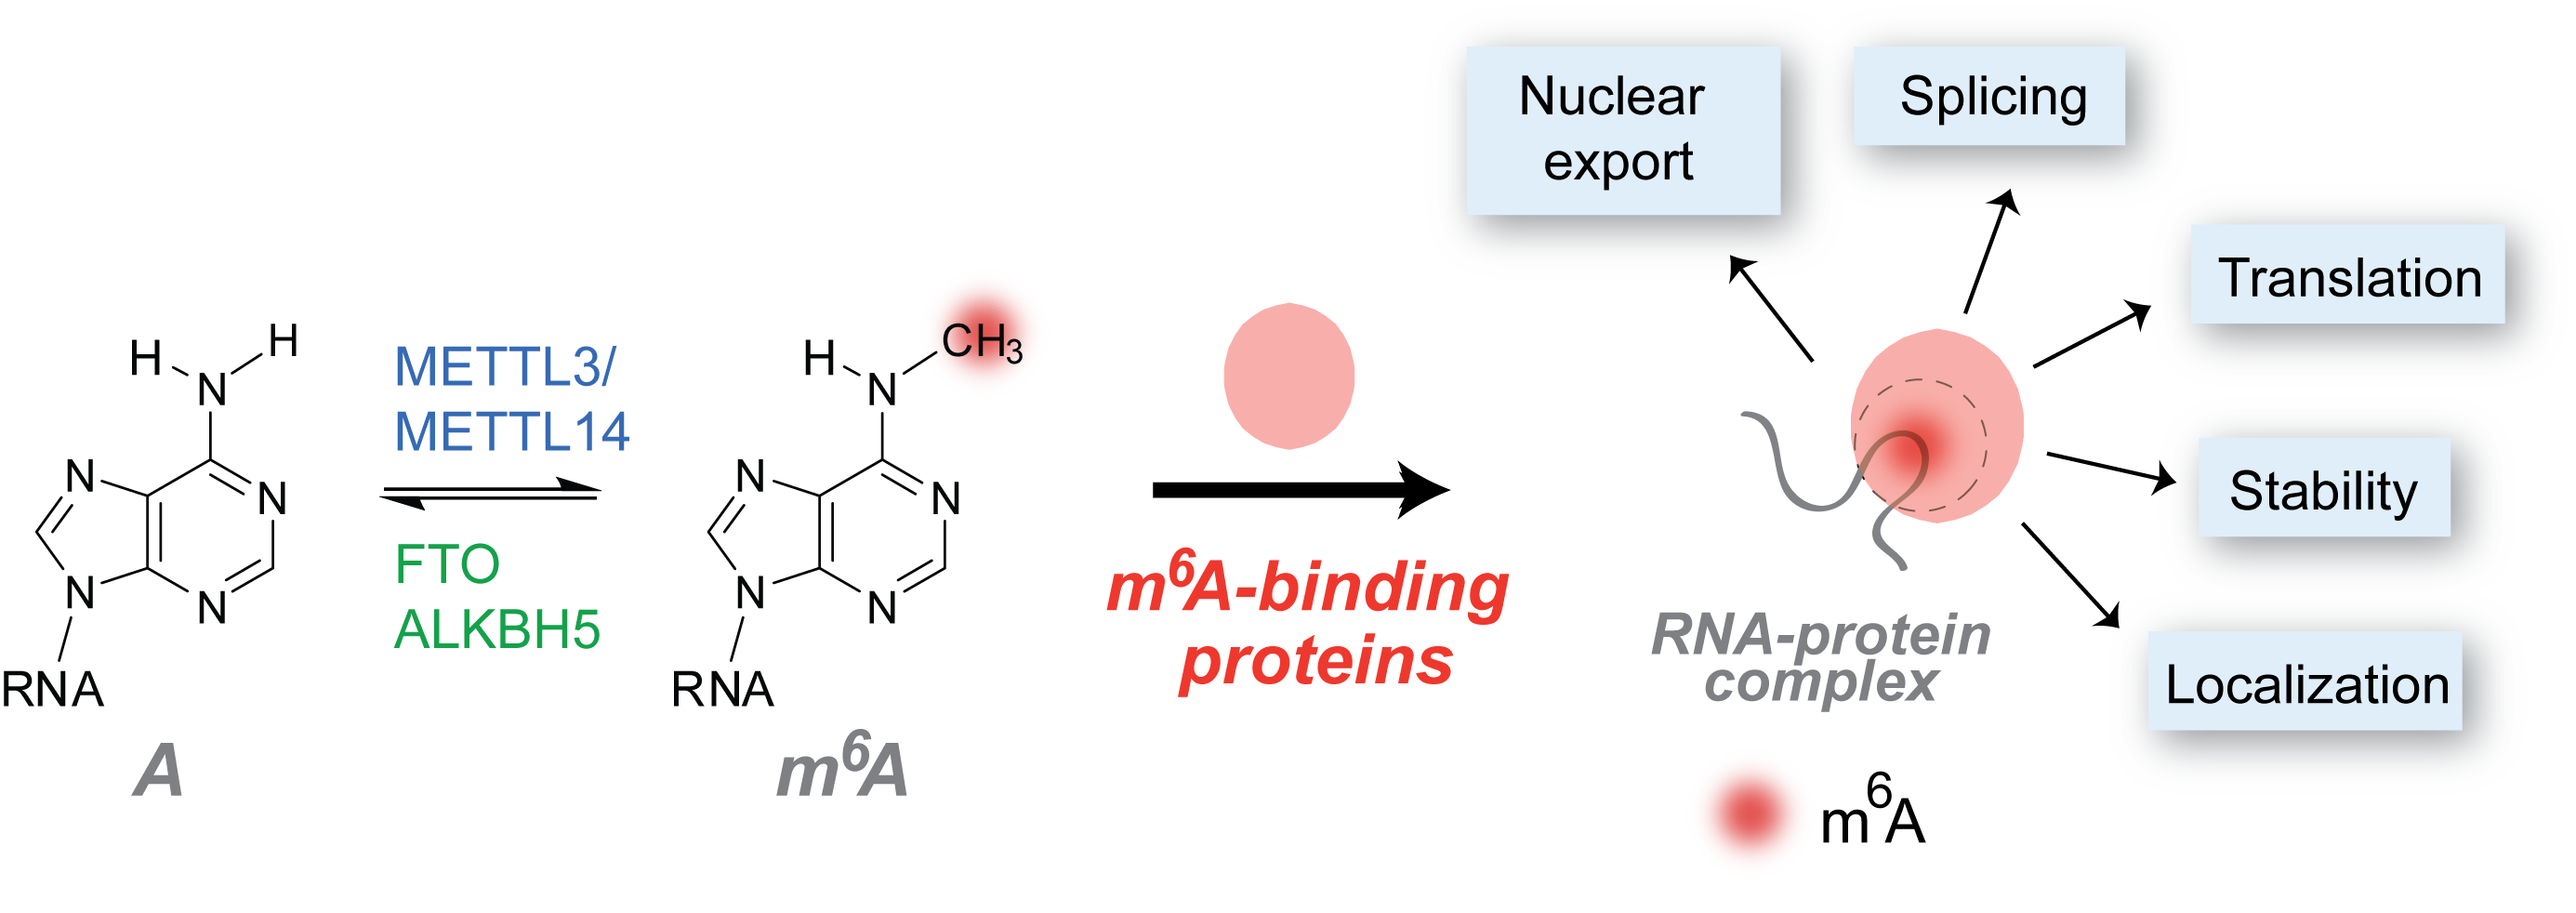 H
H
N
N
N
N
N
RNA
A
METTL3/
METTL14
FTO
ALKBH5
H
CH3
N
N
N
N
N
RNA
m6A
m6A-binding
proteins
RNA-protein
complex
m6A
Nuclear
export
Splicing
Translation
Stability
Localization